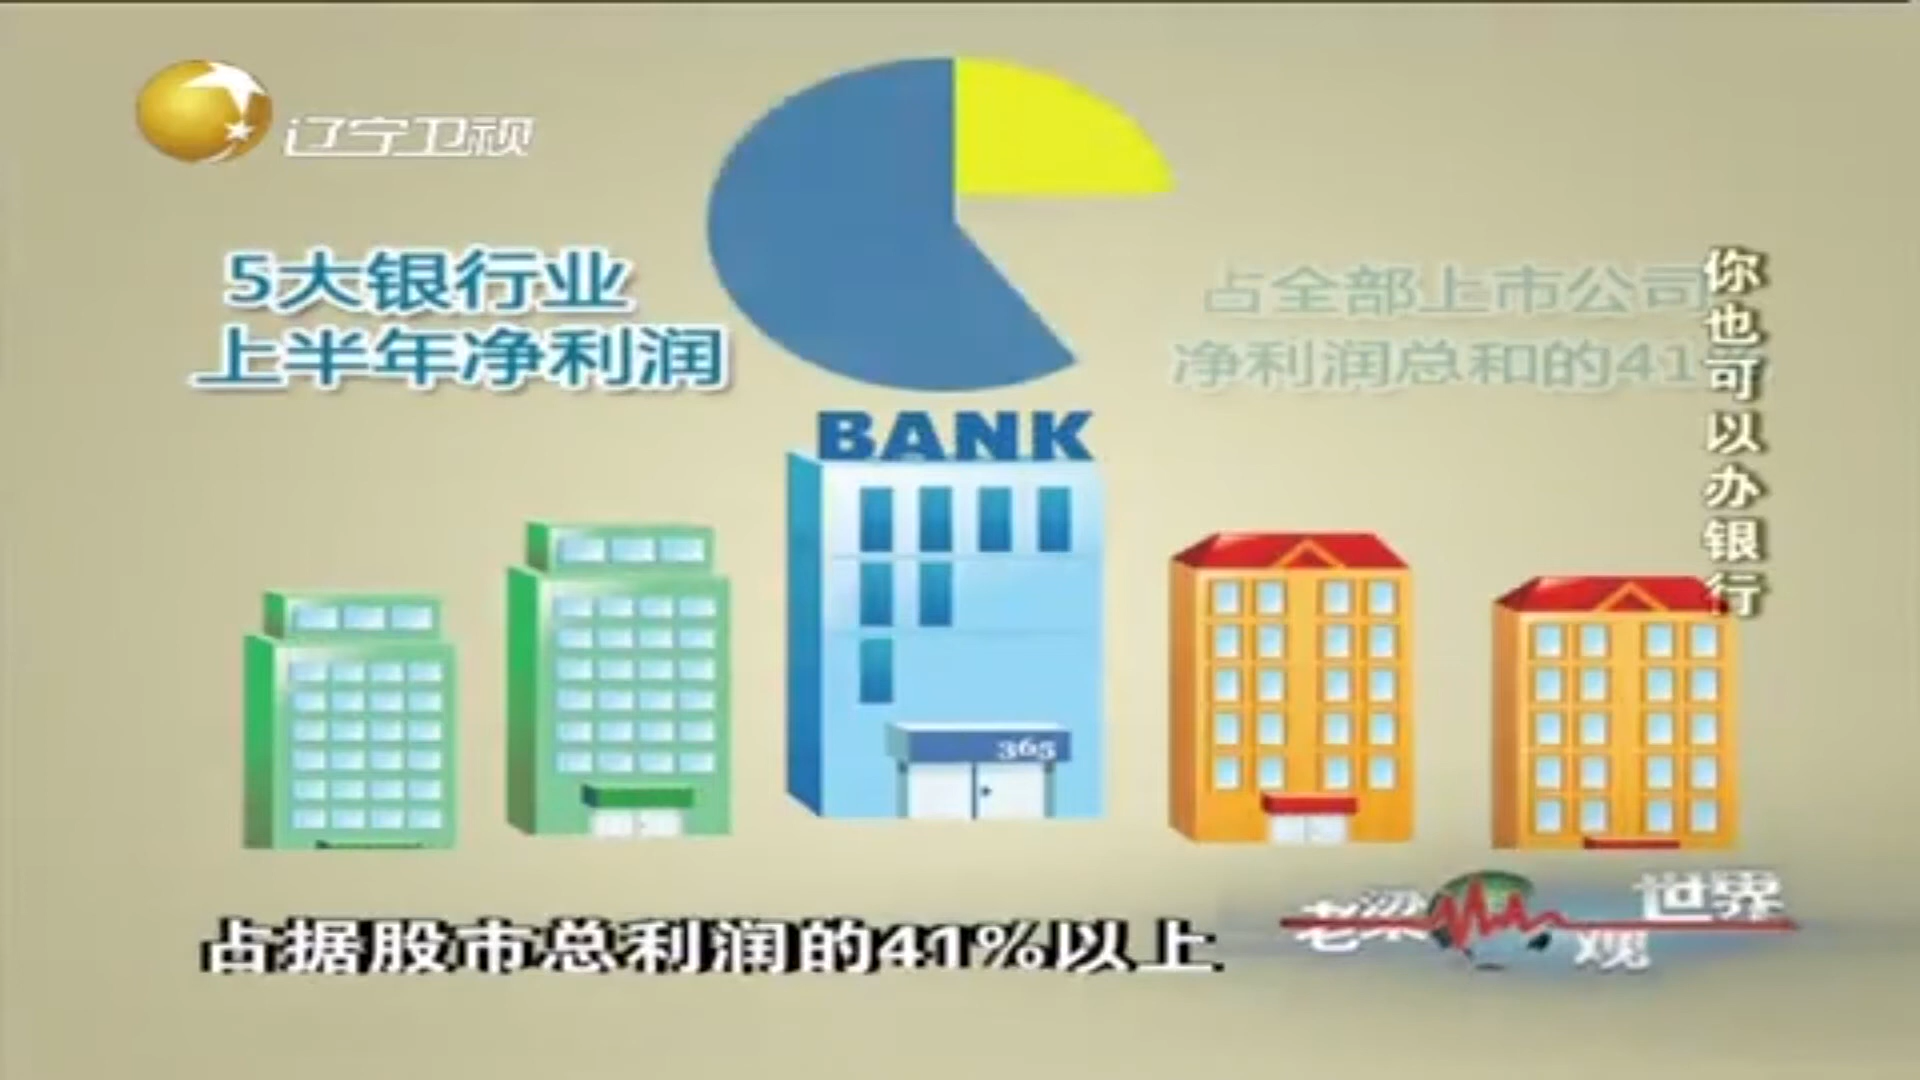 辽宁卫视
5大银行业
上半年净利润
占全部上市公司
净利润总和的41
你也可以办银行
BANK
365
占据股市总利润的41%以上
老梁观世界